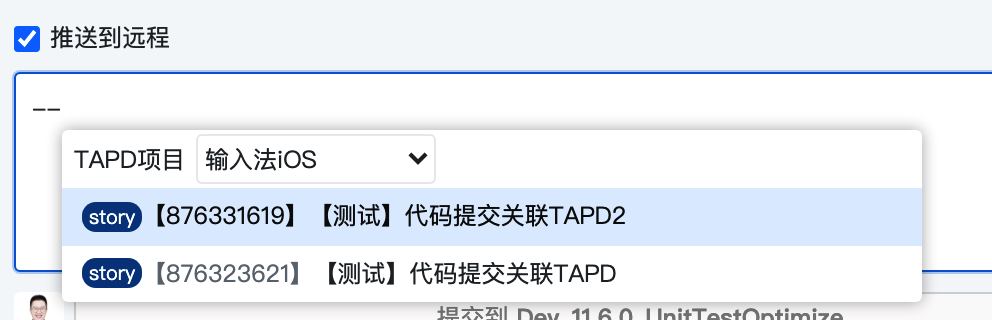 推送到远程
--
TAPD项目 输入法iOS
story【876331619】【测试】代码提交关联TAPD2
story【876323621】【测试】代码提交关联TAPD
提交到 Dev_11.6.0_UnitTestOptimize